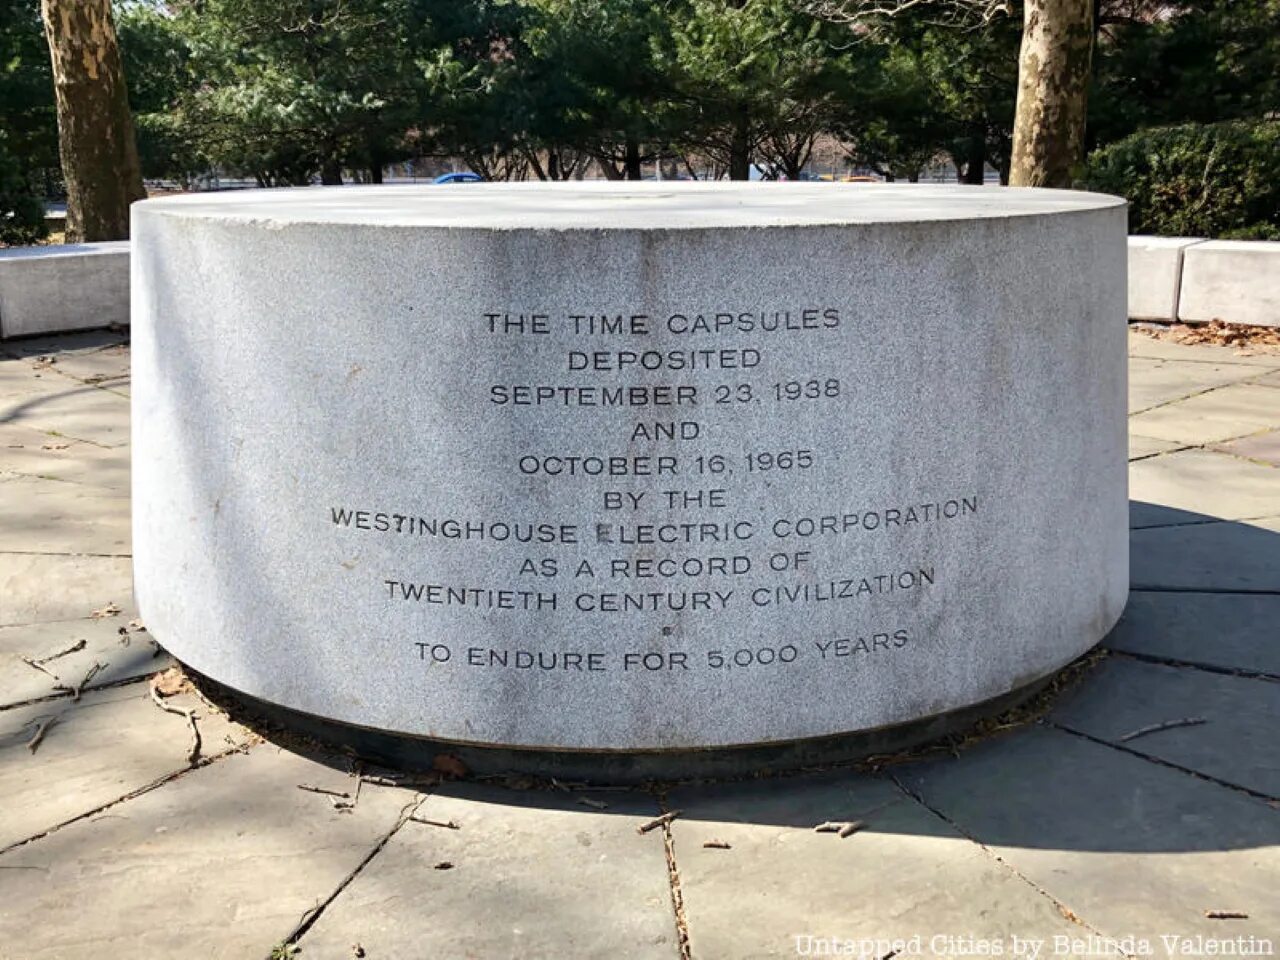 THE TIME CAPSULES
DEPOSITED
SEPTEMBER 23, 1938
AND
OCTOBER 16, 1965
BY THE
WESTINGHOUSE ELECTRIC CORPORATION
AS A RECORD OF
TWENTIETH CENTURY CIVILIZATION
TO ENDURE FOR 5,000 YEARS
Untapped Cities by Belinda Valentin